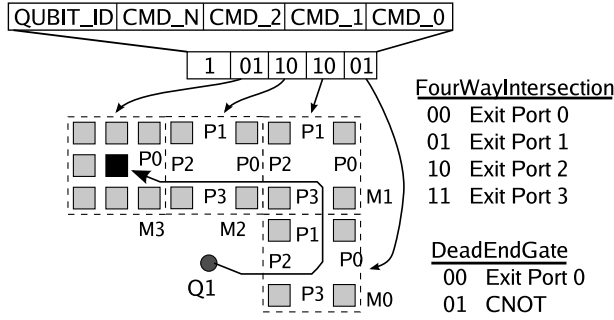 QUBIT_ID CMD_N CMD_2 CMD_1 CMD_0
1 01 10 10 01
FourWayIntersection
00 Exit Port 0
01 Exit Port 1
10 Exit Port 2
11 Exit Port 3
P1 P1
P0 P2 P0 P2 P0
P3 P3 M1
M3 M2
P1
P2 P0
Q1
P3 M0
DeadEndGate
00 Exit Port 0
01 CNOT